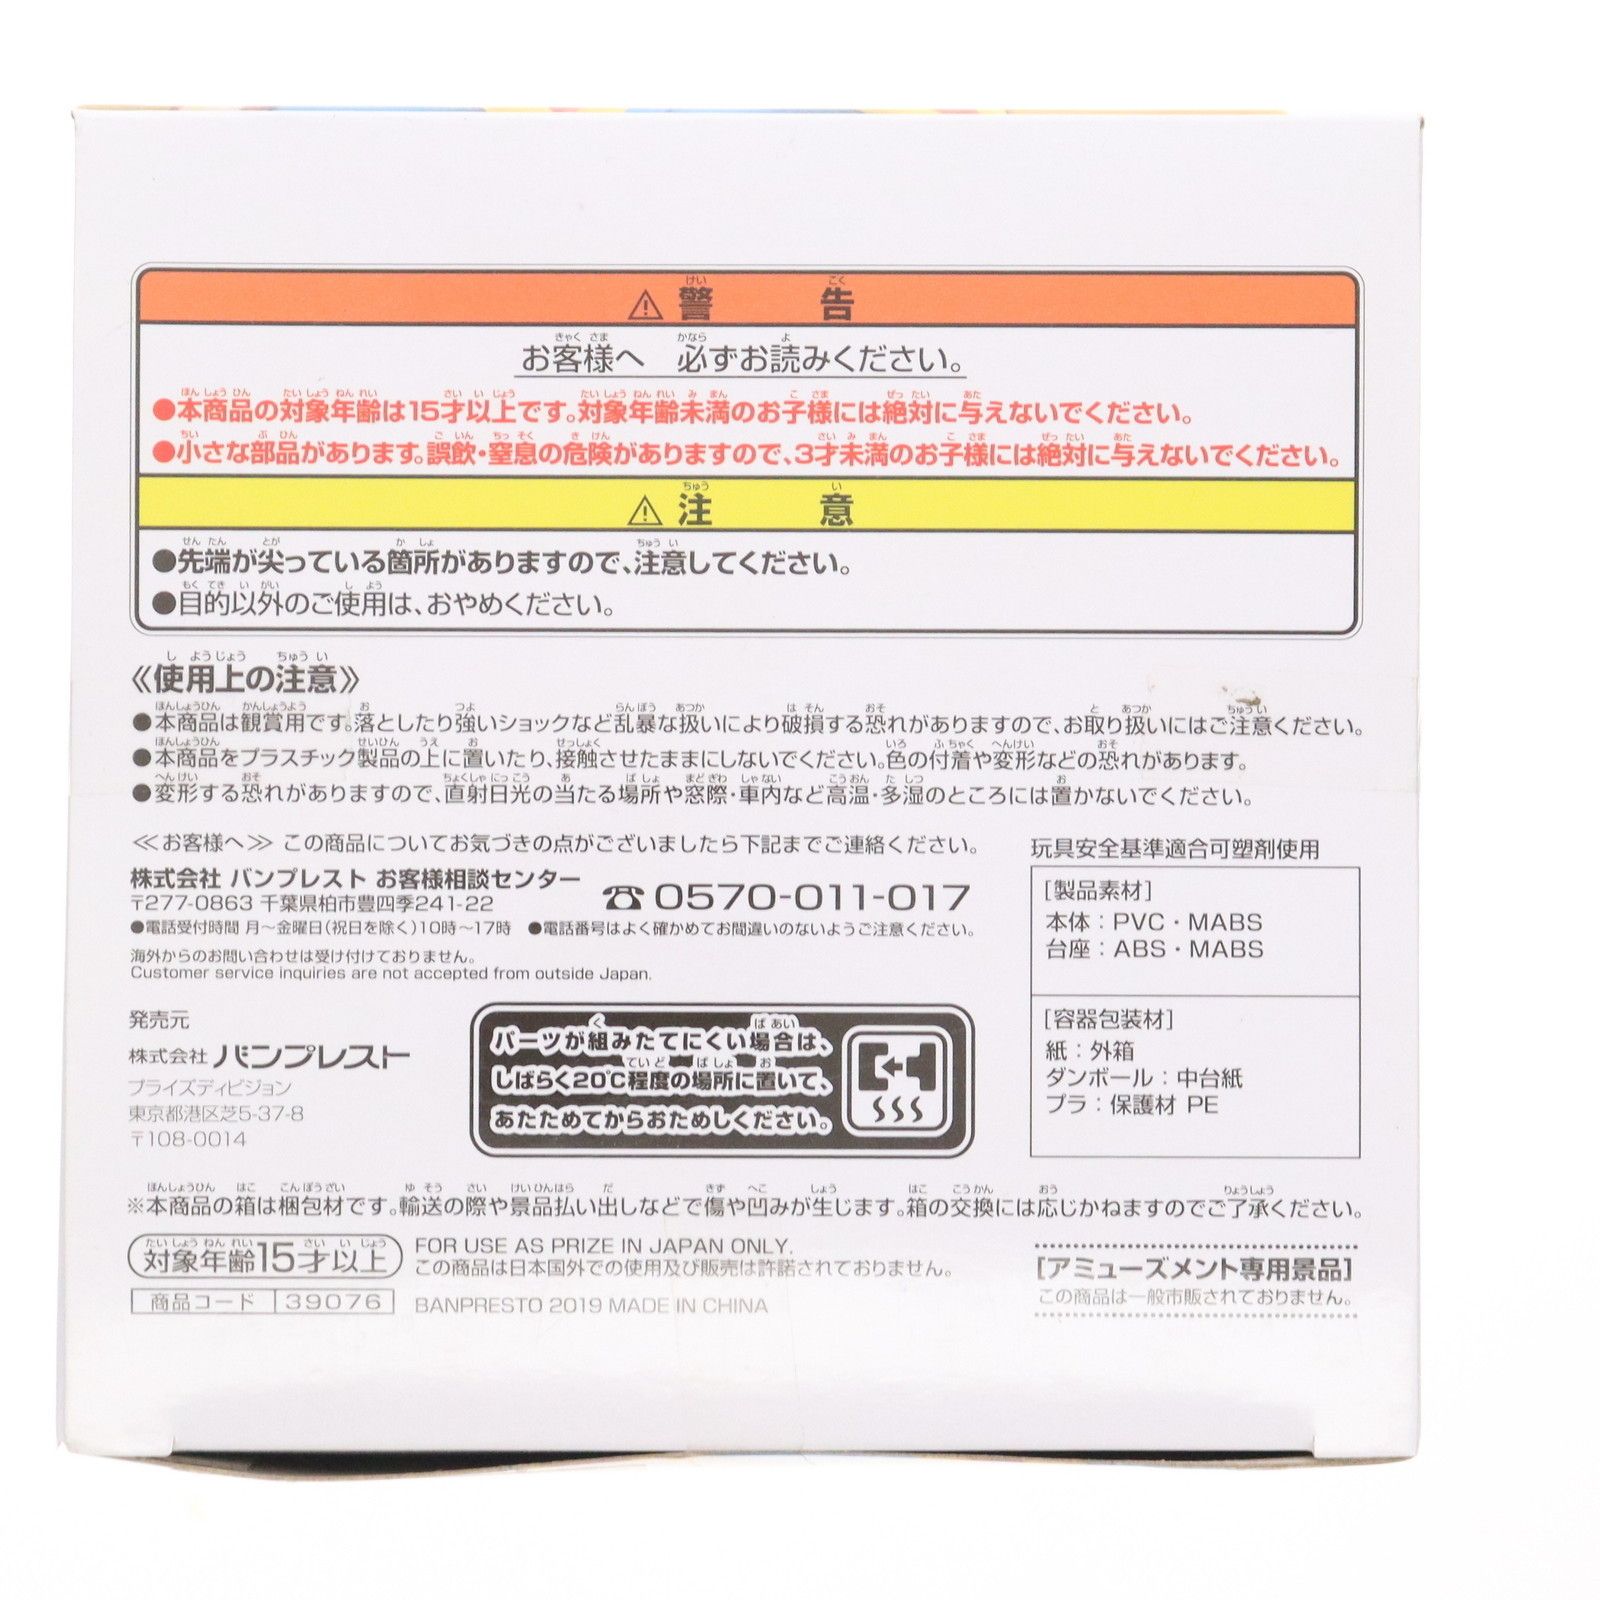 ⚠ 警告
お客様へ 必ずお読みください。
●本商品の対象年齢は15才以上です。対象年齢未満のお子様には絶対に与えないでください。
●小さな部品があります。誤飲・窒息の危険がありますので、3才未満のお子様には絶対に与えないでください。
⚠ 注意
●先端が尖っている箇所がありますので、注意してください。
●目的以外のご使用は、おやめください。
《使用上の注意》
●本商品は観賞用です。落としたり強いショックなど乱暴な扱いにより破損する恐れがありますので、お取り扱いにはご注意ください。
●本商品をプラスチック製品の上に置いたり、接触させたままにしないでください。色の付着や変形などの恐れがあります。
●変形する恐れがありますので、直射日光の当たる場所や窓際・車内など高温・多湿のところには置かないでください。
≪お客様へ≫ この商品についてお気づきの点がございましたら下記までご連絡ください。
株式会社 バンプレスト お客様相談センター
〒277-0863 千葉県柏市豊四季241-22
☎0570-011-017
●電話受付時間 月〜金曜日(祝日を除く)10時〜17時 ●電話番号はよく確かめてお間違いのないようご注意ください。
海外からのお問い合わせは受け付けておりません。
Customer service inquiries are not accepted from outside Japan.
玩具安全基準適合可塑剤使用
[製品素材]
本体：PVC・MABS
台座：ABS・MABS
[容器包装材]
紙：外箱
ダンボール：中台紙
プラ：保護材 PE
発売元
株式会社 バンプレスト
プライズディビジョン
東京都港区芝5-37-8
〒108-0014
パーツが組みたてにくい場合は、
しばらく20℃程度の場所に置いて、
あたためてからおためしください。
※本商品の箱は梱包材です。輸送の際や景品払い出しなどで傷や凹みが生じます。箱の交換には応じかねますのでご了承ください。
対象年齢15才以上
FOR USE AS PRIZE IN JAPAN ONLY.
この商品は日本国外での使用及び販売は許諾されておりません。
商品コード 39076
BANPRESTO 2019 MADE IN CHINA
[アミューズメント専用景品]
この商品は一般市販されておりません。